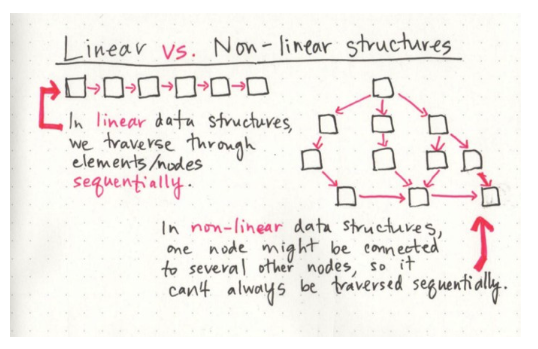 Linear vs. Non-linear structures
In linear data structures,
we traverse through
elements/nodes
sequentially.
In non-linear data structures,
one node might be connected
to several other nodes, so it
can't always be traversed sequentially.